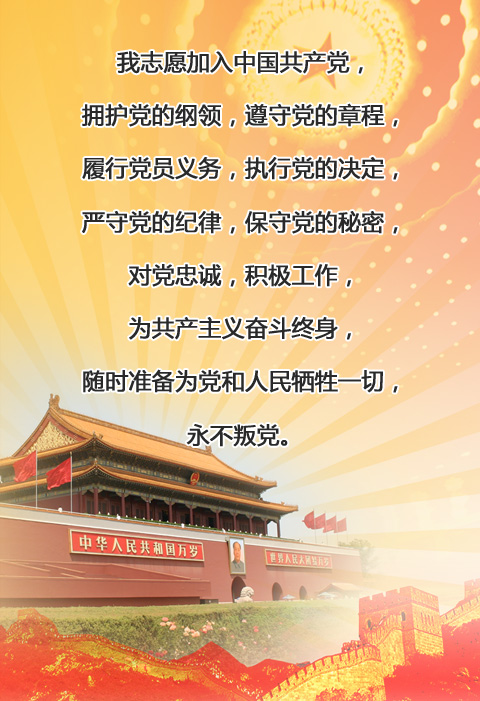 我志愿加入中国共产党，
拥护党的纲领，遵守党的章程，
履行党员义务，执行党的决定，
严守党的纪律，保守党的秘密，
对党忠诚，积极工作，
为共产主义奋斗终身，
随时准备为党和人民牺牲一切，
永不叛党。
中华人民共和国万岁
世界人民大团结万岁